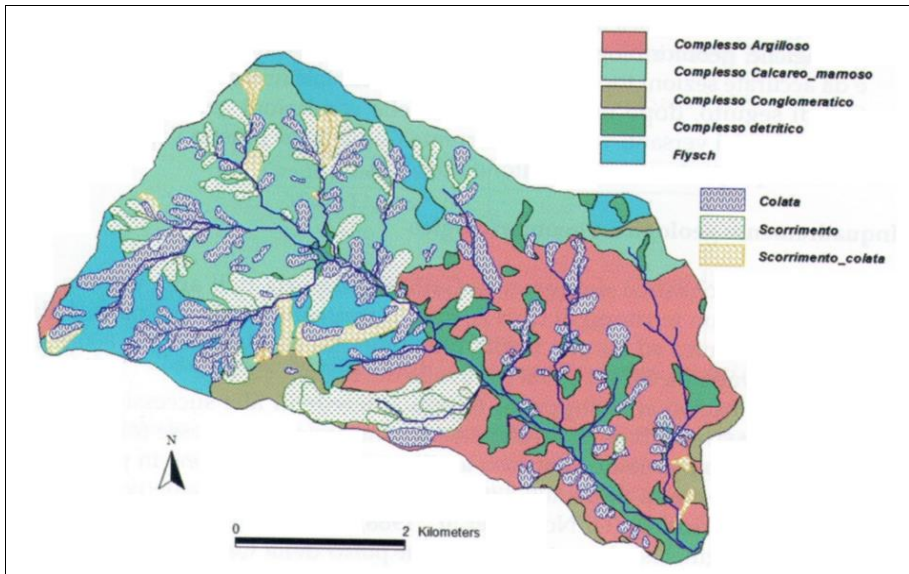 Complesso Argilloso
Complesso Calcareo_marnoso
Complesso Conglomeratico
Complesso detritico
Flysch
Colata
Scorrimento
Scorrimento_colata
N
0 2 Kilometers